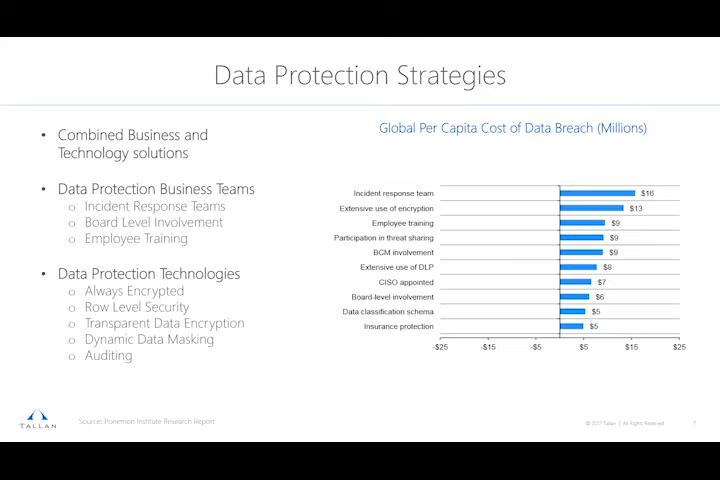 Data Protection Strategies
• Combined Business and
Technology solutions
• Data Protection Business Teams
o Incident Response Teams
o Board Level Involvement
o Employee Training
• Data Protection Technologies
o Always Encrypted
o Row Level Security
o Transparent Data Encryption
o Dynamic Data Masking
o Auditing
Global Per Capita Cost of Data Breach (Millions)
Incident response team $16
Extensive use of encryption $13
Employee training $9
Participation in threat sharing $9
BCM involvement $9
Extensive use of DLP $8
CISO appointed $7
Board-level involvement $6
Data classification schema $5
Insurance protection $5
-$25 -$15 -$5 $5 $15 $25
TALLAN
Source: Ponemon Institute Research Report
© 2017 Tallan | All Rights Reserved
7